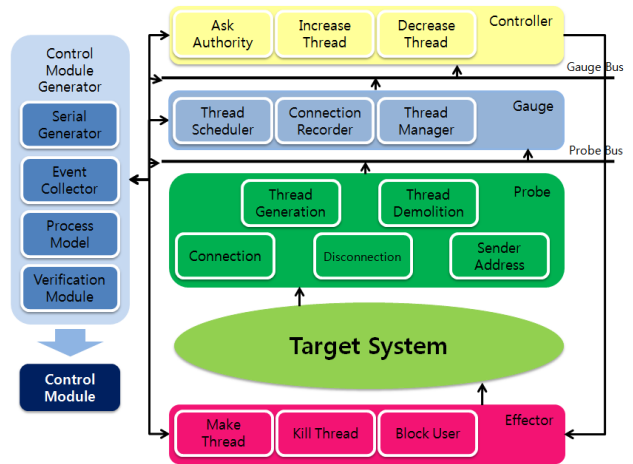 Control
Module
Generator
Serial
Generator
Event
Collector
Process
Model
Verification
Module
Control
Module
Ask
Authority
Increase
Thread
Decrease
Thread
Controller
Gauge Bus
Thread
Scheduler
Connection
Recorder
Thread
Manager
Gauge
Probe Bus
Probe
Thread
Generation
Thread
Demolition
Connection
Disconnection
Sender
Address
Target System
Make
Thread
Kill Thread
Block User
Effector